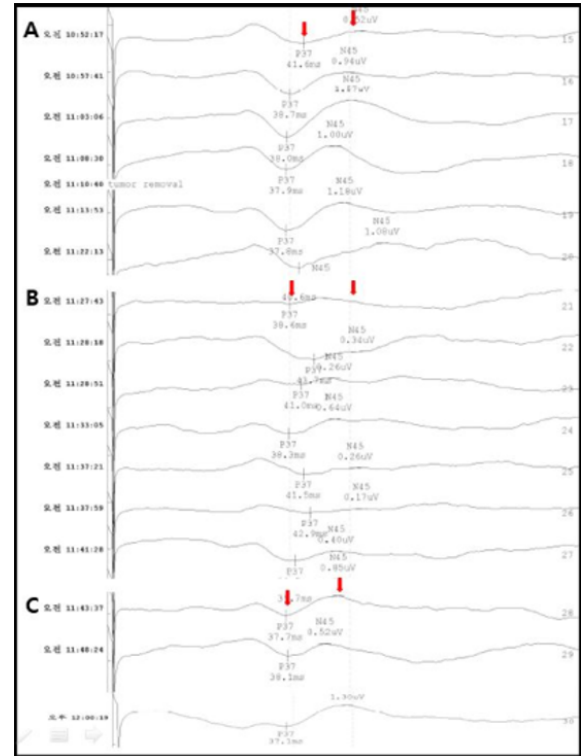 A
오전 10:52:17
0.52uV
P37
41.6ms
N45
0.94uV
15
오전 10:57:41
P37
38.7ms
N45
16
오전 11:03:06
N45
1.00uV
17
오전 11:08:30
P37
38.0ms
18
오전 11:10:48 tumor removal
P37
37.9ms
N45
1.18uV
오전 11:13:53
19
P37
37.8ms
N45
1.08uV
오전 11:22:13
20
N45
B
오전 11:27:43
21
P37
38.6ms
오전 11:28:18
N45
0.34uV
22
P37
N45
0.26uV
오전 11:28:51
23
P37
41.0ms
N45
0.64uV
오전 11:33:05
24
P37
38.3ms
N45
0.26uV
오전 11:37:21
25
P37
41.5ms
N45
0.17uV
오전 11:37:59
26
P37
42.9ms
N45
0.40uV
오전 11:41:28
27
P37
N45
0.85uV
C
오전 11:43:37
28
P37
37.7ms
N45
0.52uV
오전 11:48:24
29
P37
38.1ms
1.30uV
오후 12:00:19
30
P37
37.1ms